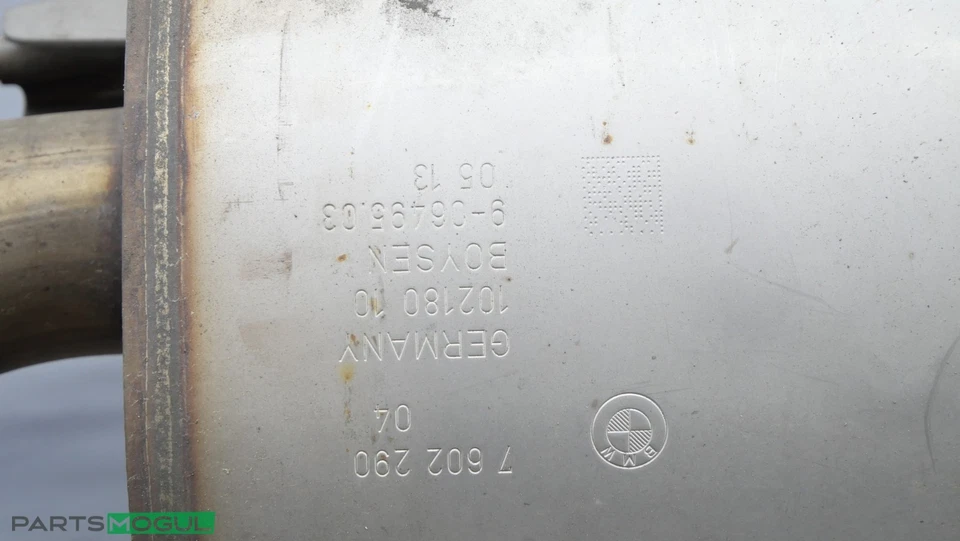 BMW
7 602 290
04
GERMANY
102180 10
BOYSEN
9-06495.03
05 13
PARTSMOGUL